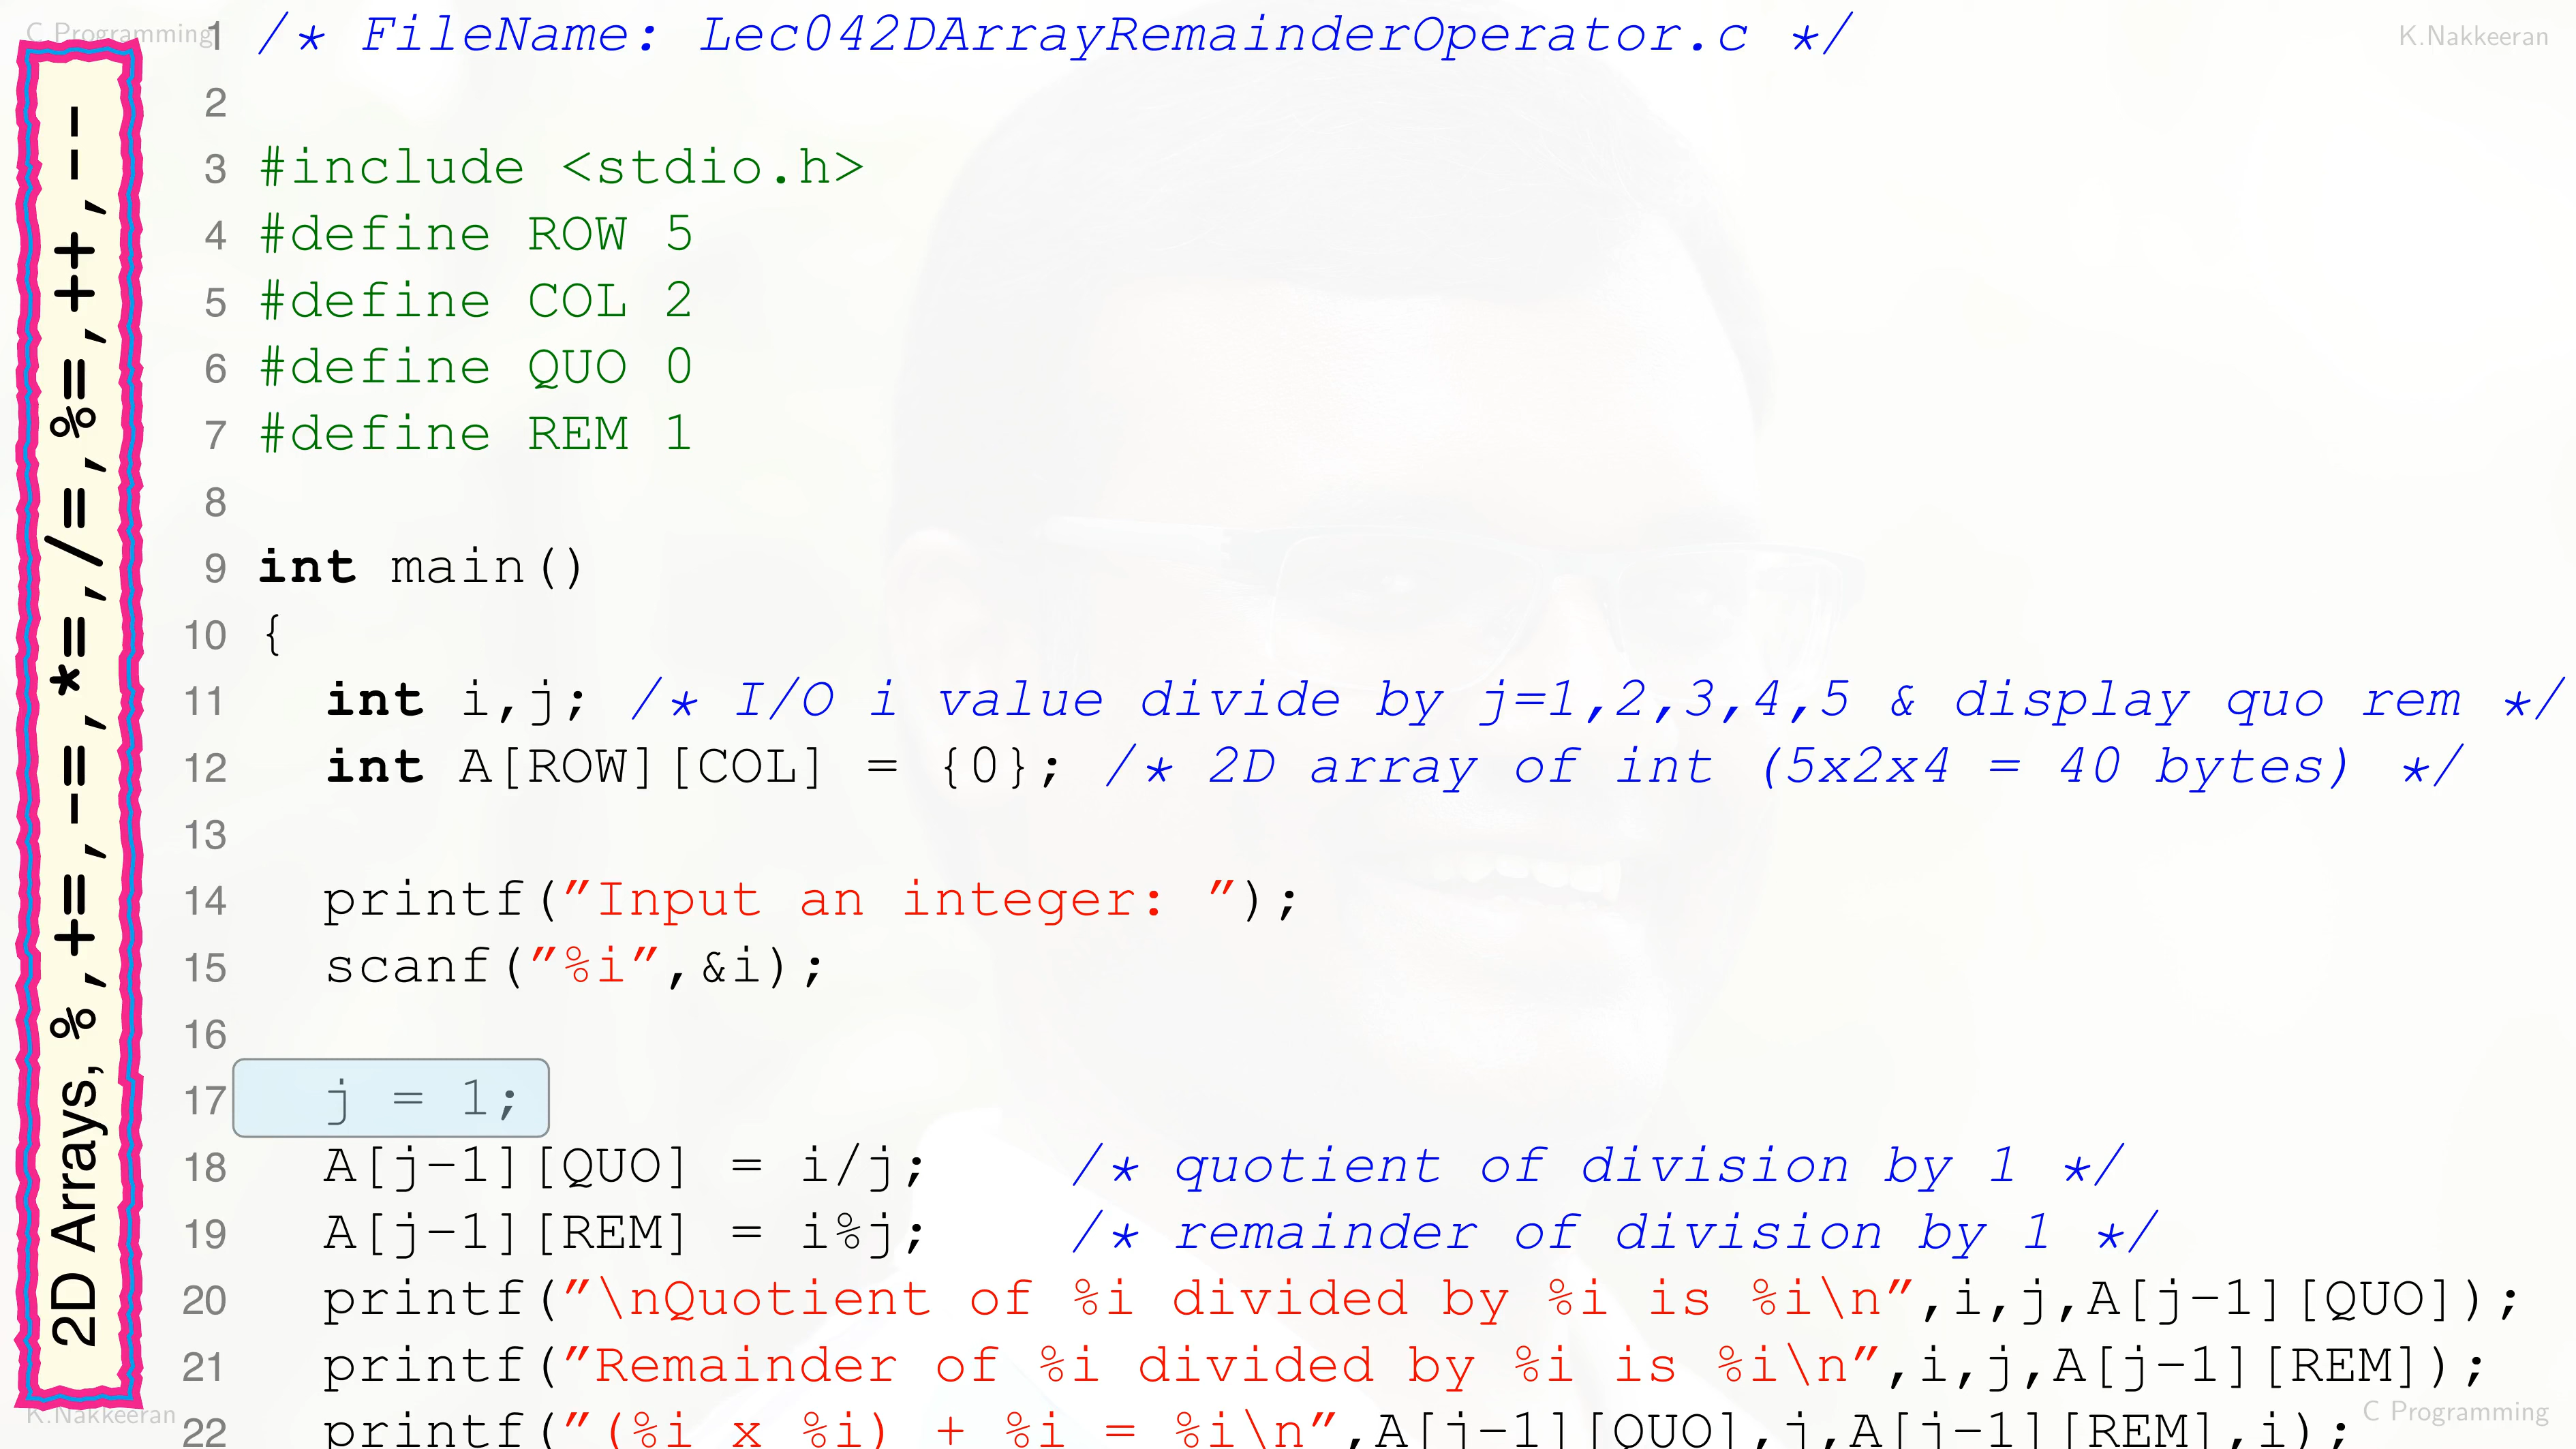 C Programming
K.Nakkeeran
2D Arrays, %,+=,-=,*=,/=,%=,++,--
1 /* FileName: Lec042DArrayRemainderOperator.c */
2
3 #include <stdio.h>
4 #define ROW 5
5 #define COL 2
6 #define QUO 0
7 #define REM 1
8
9 int main()
10 {
11 int i,j; /* I/O i value divide by j=1,2,3,4,5 & display quo rem */
12 int A[ROW][COL] = {0}; /* 2D array of int (5x2x4 = 40 bytes) */
13
14 printf("Input an integer: ");
15 scanf("%i",&i);
16
17 j = 1;
18 A[j-1][QUO] = i/j; /* quotient of division by 1 */
19 A[j-1][REM] = i%j; /* remainder of division by 1 */
20 printf("\nQuotient of %i divided by %i is %i\n",i,j,A[j-1][QUO]);
21 printf("Remainder of %i divided by %i is %i\n",i,j,A[j-1][REM]);
22 printf("(%i x %i) + %i = %i\n",A[j-1][QUO],j,A[j-1][REM],i);
K.Nakkeeran
C Programming